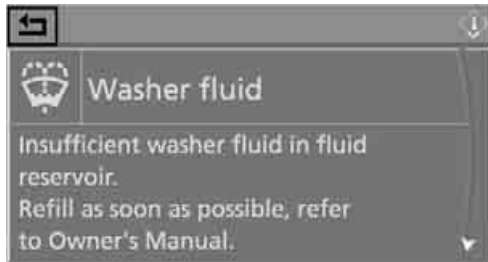 Washer fluid
Insufficient washer fluid in fluid
reservoir.
Refill as soon as possible, refer
to Owner's Manual.